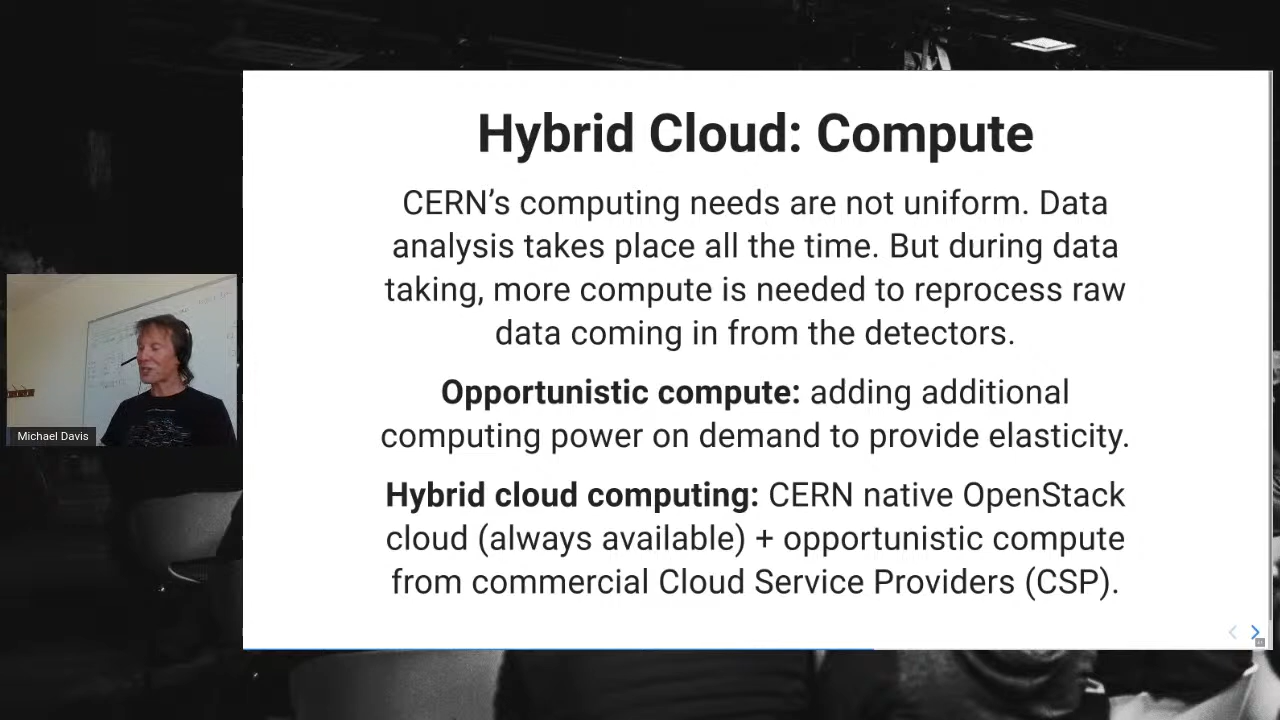 Hybrid Cloud: Compute
CERN’s computing needs are not uniform. Data
analysis takes place all the time. But during data
taking, more compute is needed to reprocess raw
data coming in from the detectors.
Opportunistic compute: adding additional
computing power on demand to provide elasticity.
Hybrid cloud computing: CERN native OpenStack
cloud (always available) + opportunistic compute
from commercial Cloud Service Providers (CSP).
Michael Davis